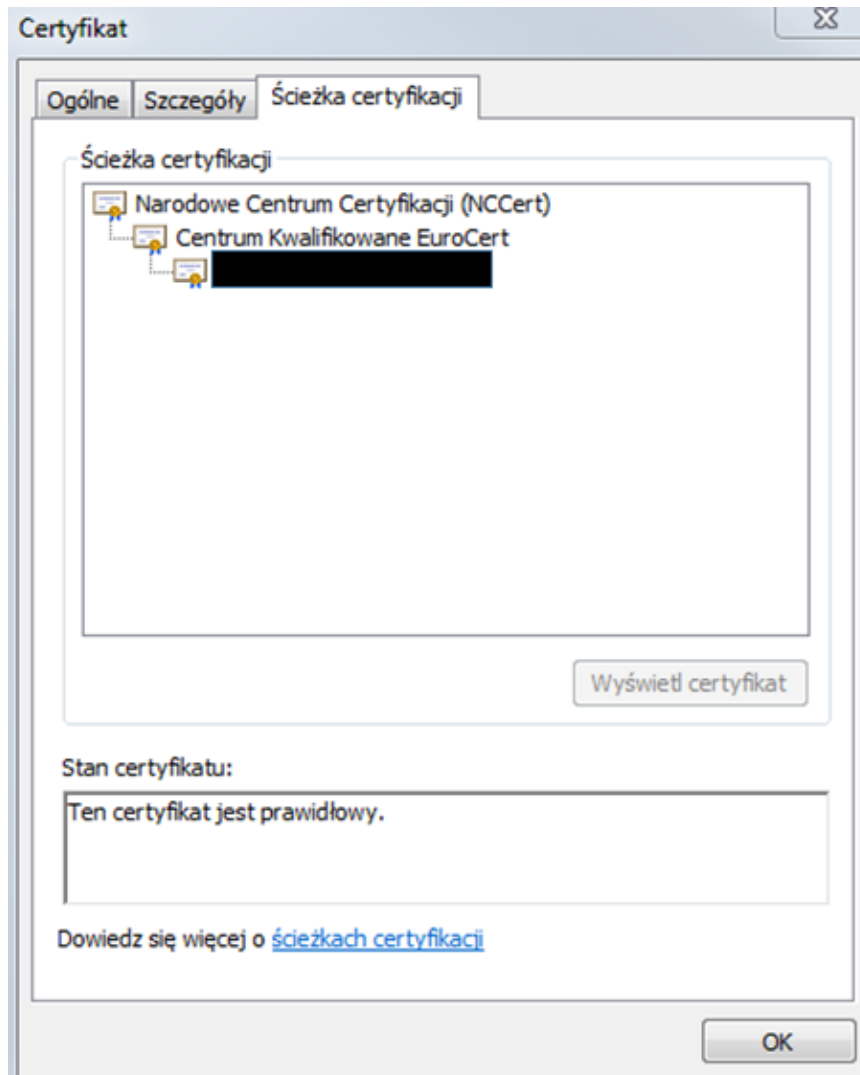 Certyfikat
Ogólne Szczegóły Ścieżka certyfikacji
Ścieżka certyfikacji
Narodowe Centrum Certyfikacji (NCCert)
Centrum Kwalifikowane EuroCert
Wyświetl certyfikat
Stan certyfikatu:
Ten certyfikat jest prawidłowy.
Dowiedz się więcej o ścieżkach certyfikacji
OK